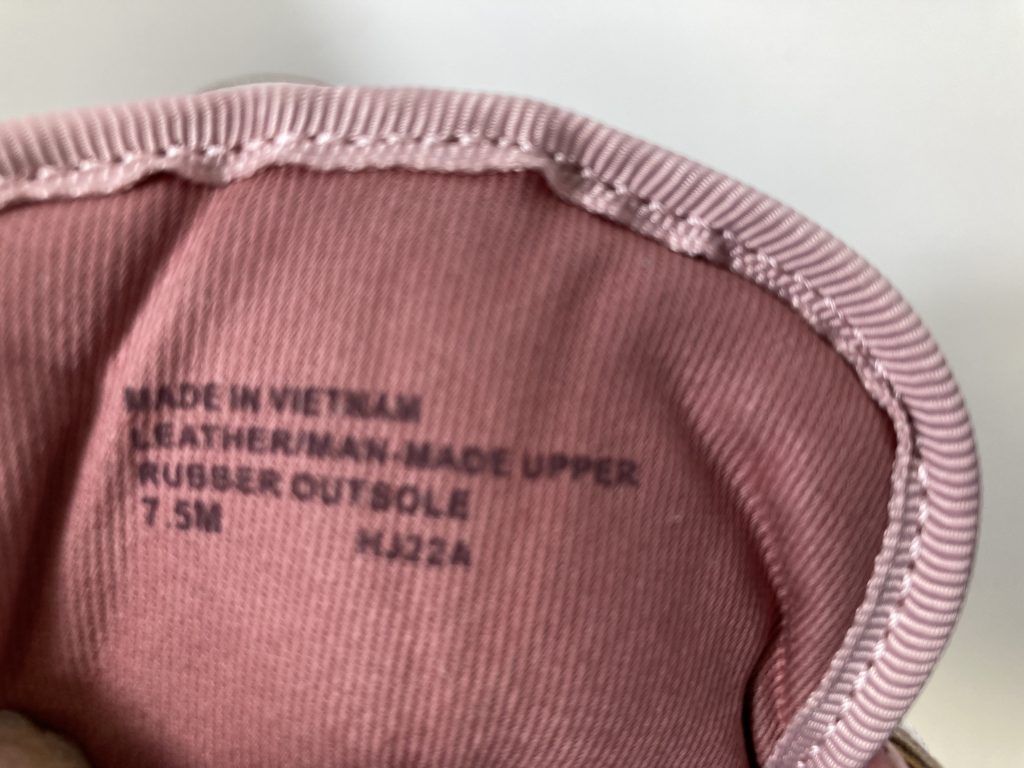 MADE IN VIETNAM
LEATHER/MAN-MADE UPPER
RUBBER OUTSOLE
7.5M HJ22A